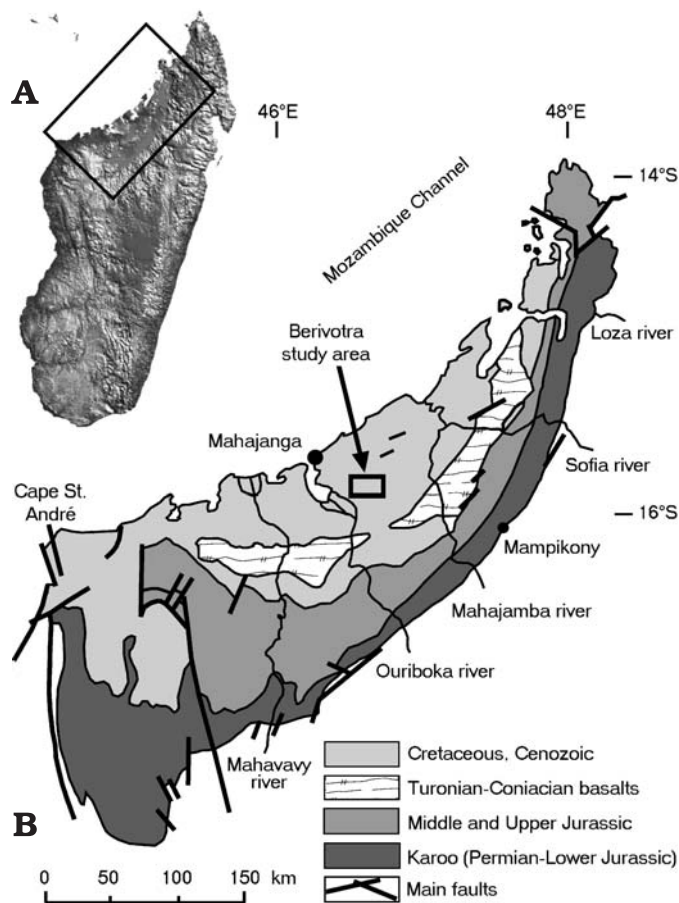 A
46°E
48°E
14°S
Mozambique Channel
Loza river
Berivotra
study area
Mahajanga
Sofia river
Cape St.
André
16°S
Mampikony
Mahajamba river
Ouriboka river
Mahavavy
river
B
Cretaceous, Cenozoic
Turonian-Coniacian basalts
Middle and Upper Jurassic
Karoo (Permian-Lower Jurassic)
Main faults
0 50 100 150 km